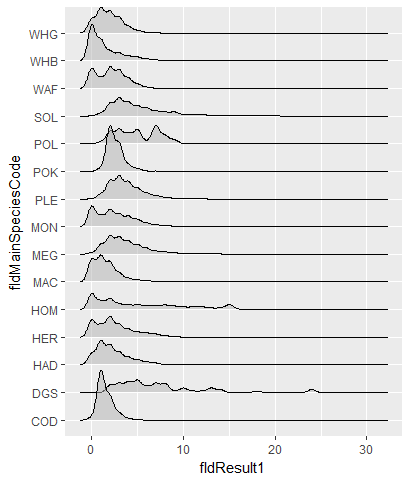 fldMainSpeciesCode
WHG
WHB
WAF
SOL
POL
POK
PLE
MON
MEG
MAC
HOM
HER
HAD
DGS
COD
0 10 20 30
fldResult1